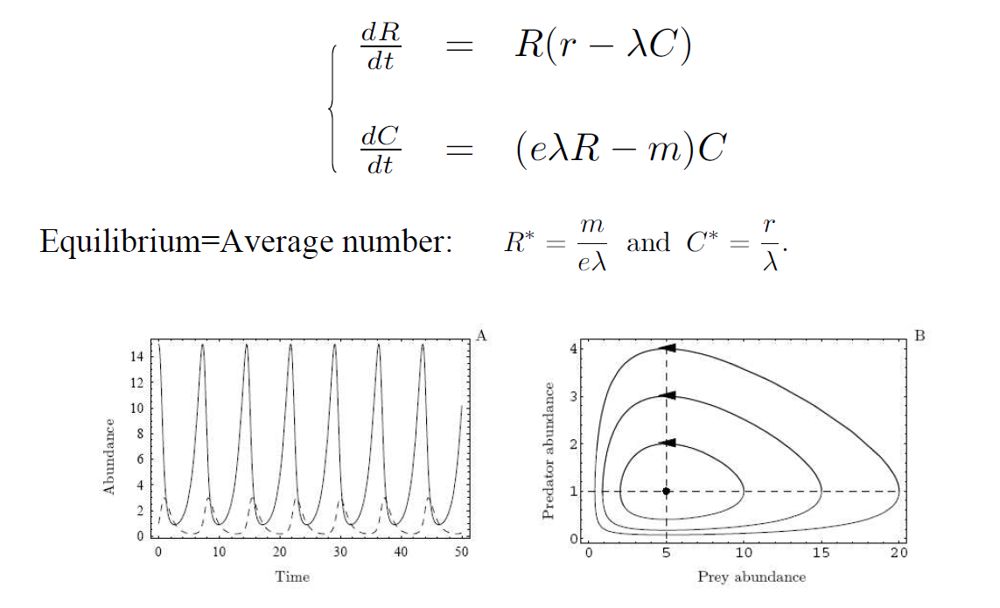 dR/dt = R(r − λC)
dC/dt = (eλR − m)C
Equilibrium=Average number: R* = m/eλ and C* = r/λ.
A
14
12
10
8
6
4
2
0
Abundance
0 10 20 30 40 50
Time
B
4
3
2
1
0
Predator abundance
0 5 10 15 20
Prey abundance